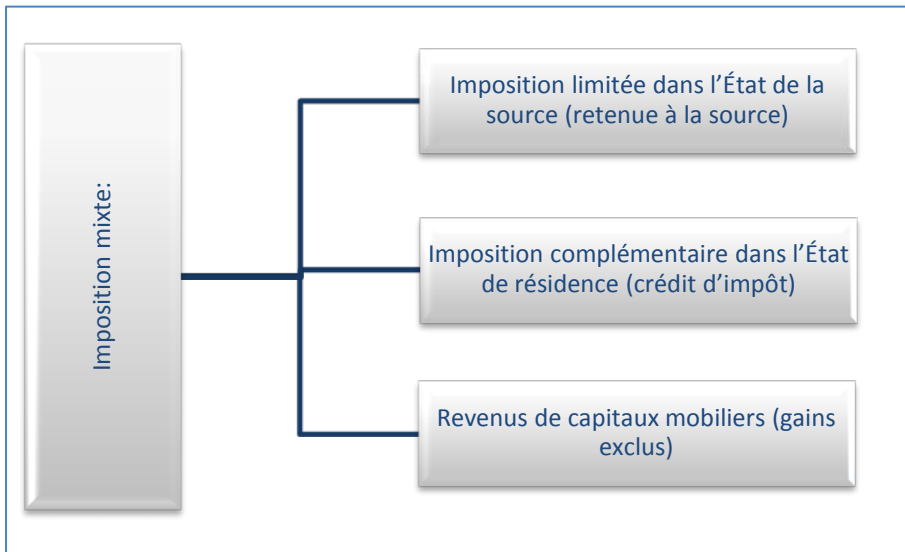 Imposition mixte:
Imposition limitée dans l'État de la
source (retenue à la source)
Imposition complémentaire dans l'État
de résidence (crédit d'impôt)
Revenus de capitaux mobiliers (gains
exclus)